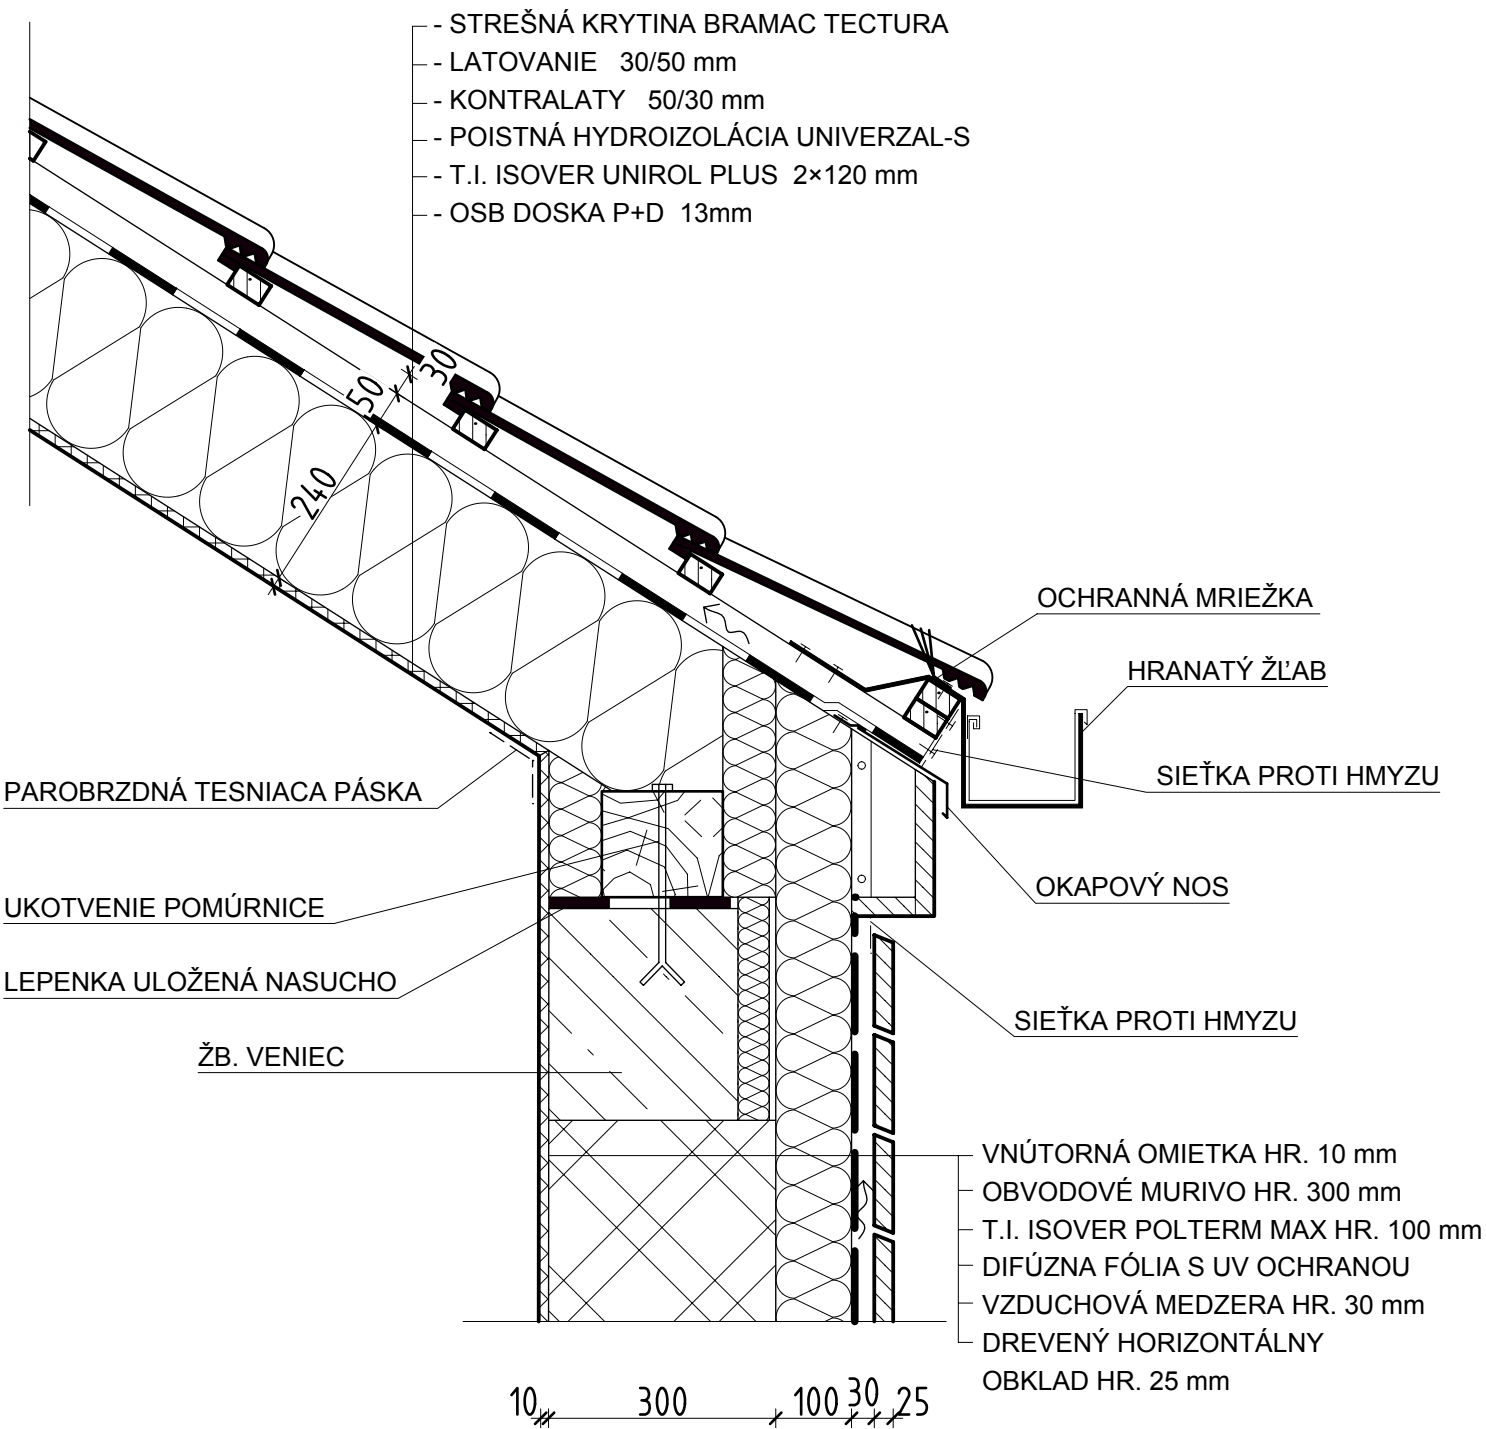 - STREŠNÁ KRYTINA BRAMAC TECTURA
- LATOVANIE 30/50 mm
- KONTRALATY 50/30 mm
- POISTNÁ HYDROIZOLÁCIA UNIVERZAL-S
- T.I. ISOVER UNIROL PLUS 2×120 mm
- OSB DOSKA P+D 13mm
30
50
240
OCHRANNÁ MRIEŽKA
HRANATÝ ŽĽAB
SIEŤKA PROTI HMYZU
OKAPOVÝ NOS
PAROBRZDNÁ TESNIACA PÁSKA
UKOTVENIE POMÚRNICE
LEPENKA ULOŽENÁ NASUCHO
SIEŤKA PROTI HMYZU
ŽB. VENIEC
VNÚTORNÁ OMIETKA HR. 10 mm
OBVODOVÉ MURIVO HR. 300 mm
T.I. ISOVER POLTERM MAX HR. 100 mm
DIFÚZNA FÓLIA S UV OCHRANOU
VZDUCHOVÁ MEDZERA HR. 30 mm
DREVENÝ HORIZONTÁLNY
OBKLAD HR. 25 mm
10 300 100 30 25